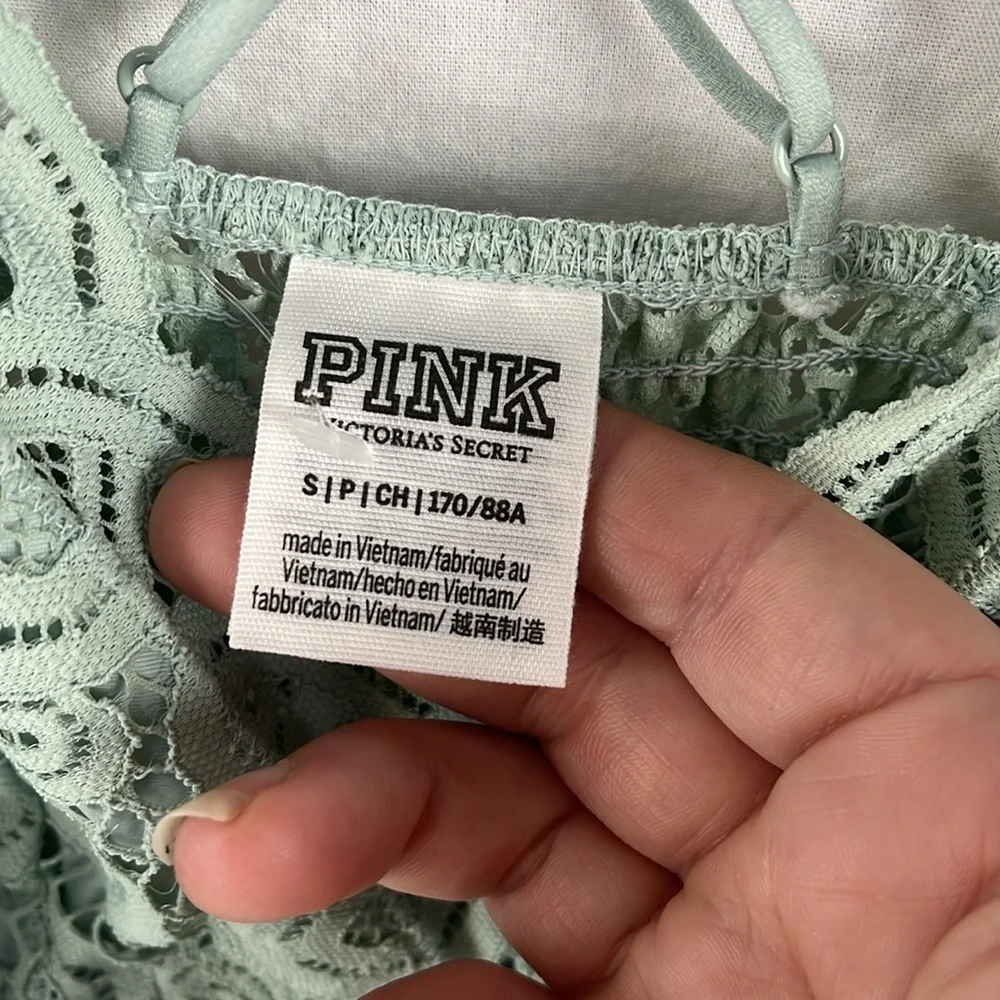 PINK
VICTORIA'S SECRET
S|P|CH|170/88A
made in Vietnam/fabriqué au
Vietnam/hecho en Vietnam/
fabbricato in Vietnam/ 越南制造